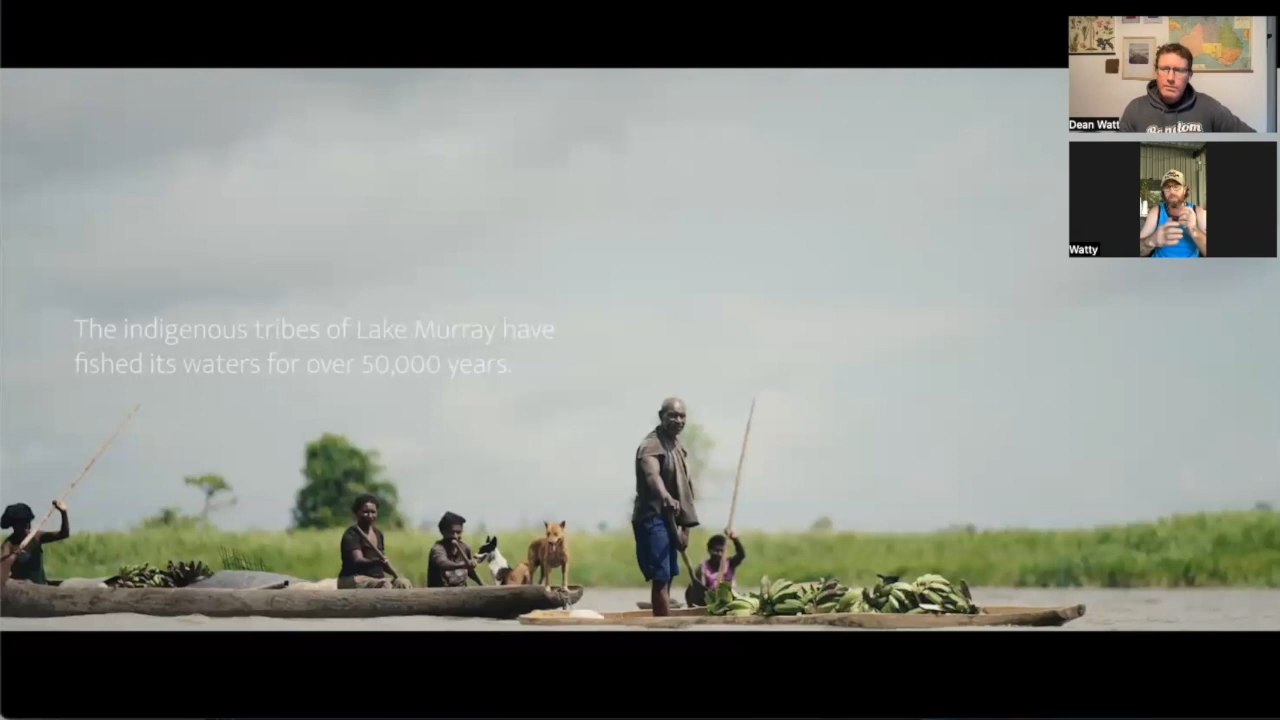 The indigenous tribes of Lake Murray have
fished its waters for over 50,000 years.
Dean Watt
Watty